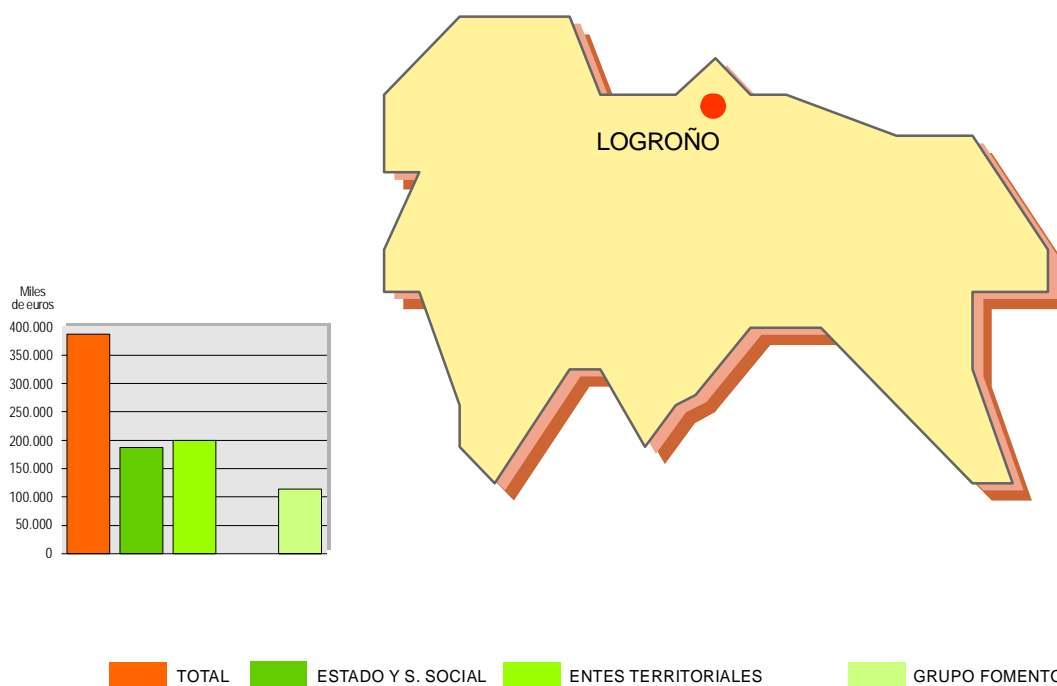 LOGROÑO
Miles
de euros
400.000
350.000
300.000
250.000
200.000
150.000
100.000
50.000
0
TOTAL ESTADO Y S. SOCIAL ENTES TERRITORIALES GRUPO FOMENTO